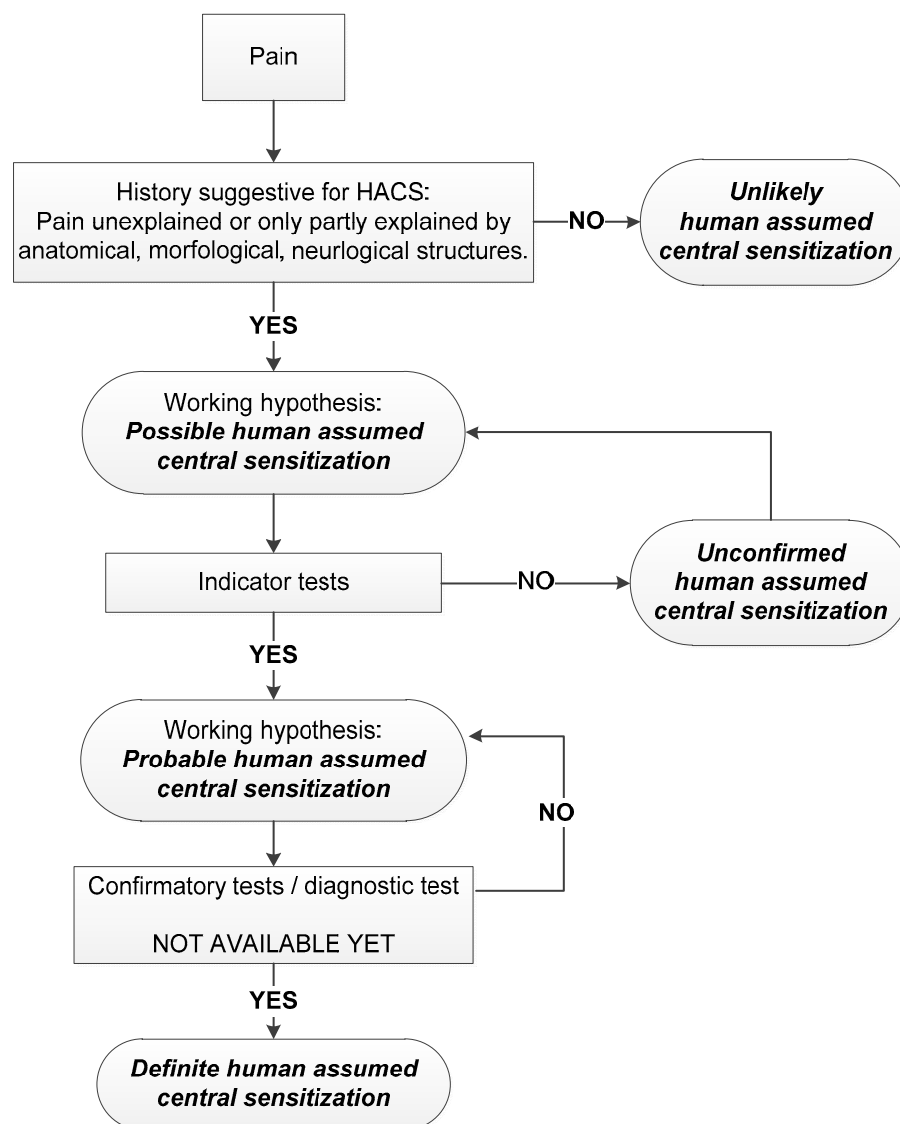 Pain
History suggestive for HACS:
Pain unexplained or only partly explained by
anatomical, morfological, neurlogical structures.
NO
Unlikely
human assumed
central sensitization
YES
Working hypothesis:
Possible human assumed
central sensitization
Indicator tests
NO
Unconfirmed
human assumed
central sensitization
YES
Working hypothesis:
Probable human assumed
central sensitization
NO
Confirmatory tests / diagnostic test
NOT AVAILABLE YET
YES
Definite human assumed
central sensitization